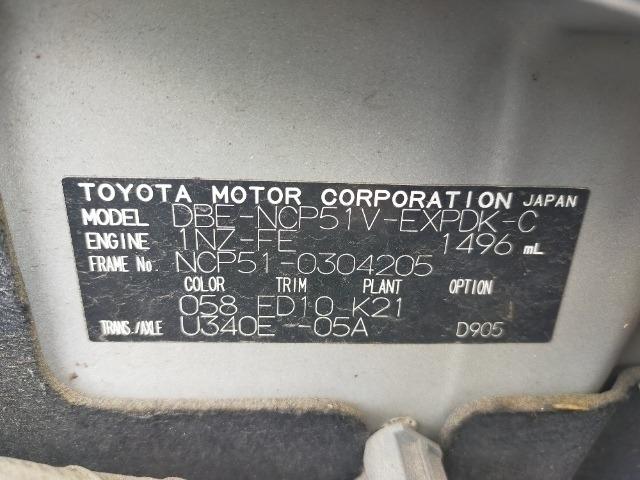 TOYOTA MOTOR CORPORATION JAPAN
MODEL DBE-NCP51V-EXPDK-C
ENGINE 1NZ-FE 1496 mL
FRAME No. NCP51-0304205
COLOR TRIM PLANT OPTION
058 FD10 K21
TRANS./AXLE U340E -05A D905